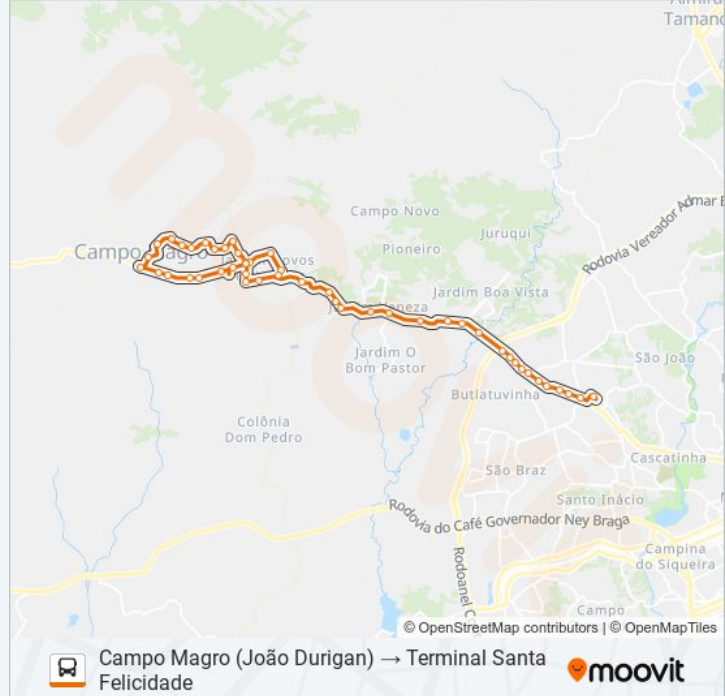 Tamand
Campo Novo
Juruqui
Pioneiro
Rodovia Vereador Admar B
Campo Magro
Jardim Boa Vista
Jardim O
Bom Pastor
São João
Butiatuvinha
Colônia
Dom Pedro
Cascatinha
São Braz
Santo Inácio
Rodovia do Café Governador Ney Braga
Campina
do Siqueira
Rodoanel C
Campo
© OpenStreetMap contributors | © OpenMapTiles
Campo Magro (João Durigan) → Terminal Santa
Felicidade
moovit